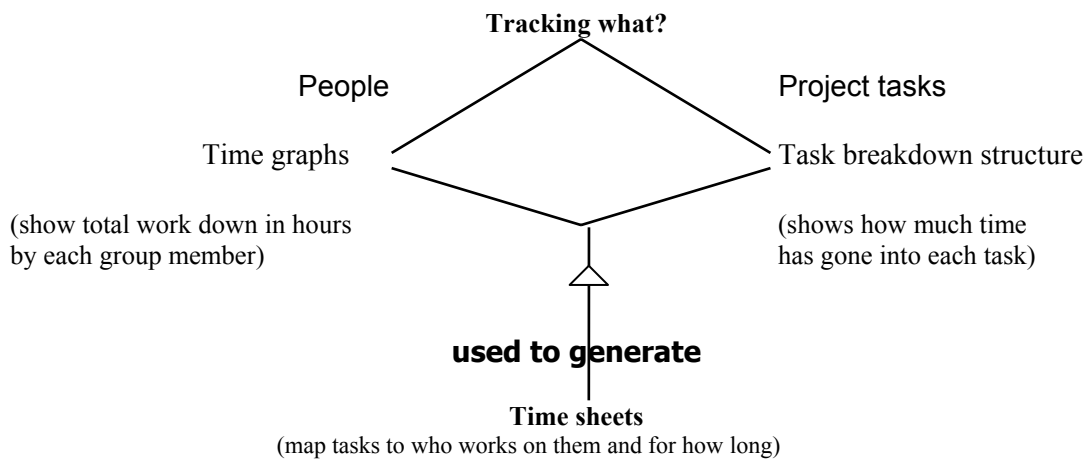 Tracking what?
People
Project tasks
Time graphs
Task breakdown structure
(show total work down in hours
by each group member)
(shows how much time
has gone into each task)
used to generate
Time sheets
(map tasks to who works on them and for how long)